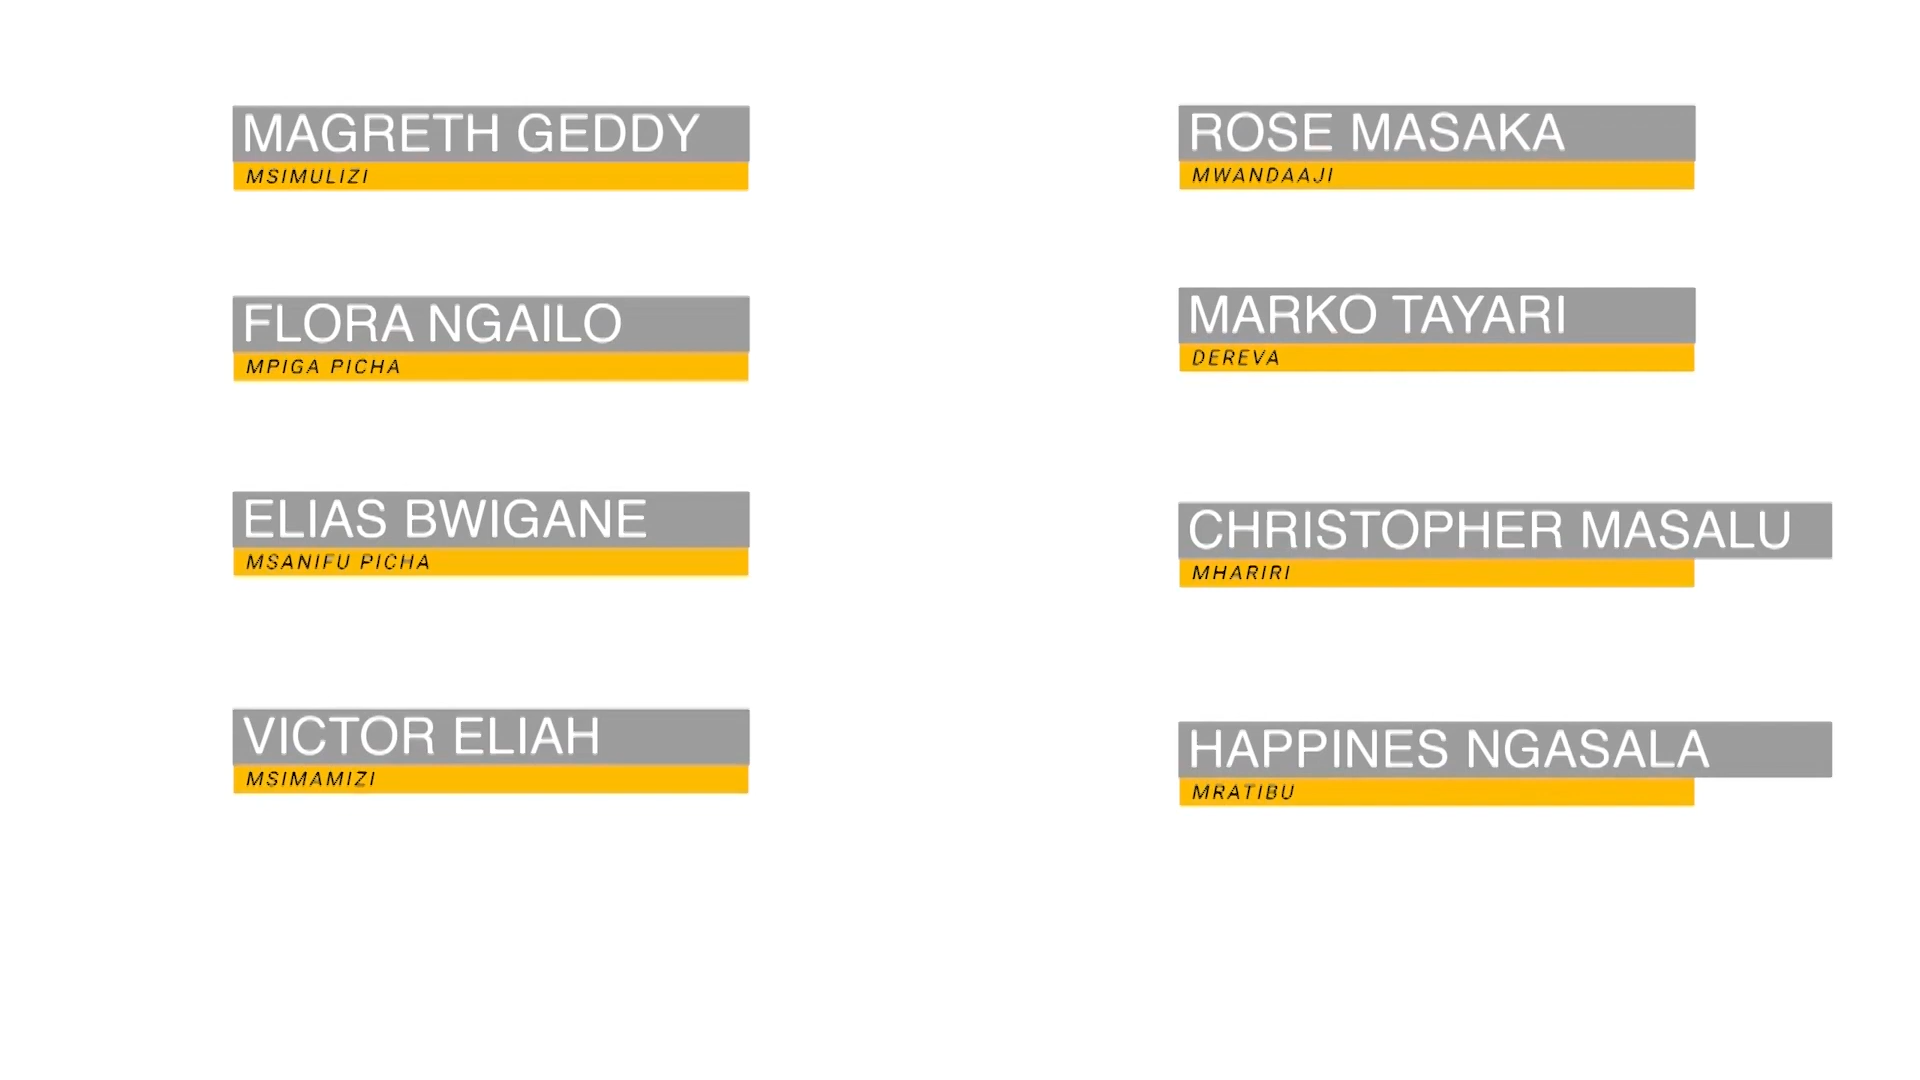 MAGRETH GEDDY
MSIMULIZI
FLORA NGAILO
MPIGA PICHA
ELIAS BWIGANE
MSANIFU PICHA
VICTOR ELIAH
MSIMAMIZI
ROSE MASAKA
MWANDAAJI
MARKO TAYARI
DEREVA
CHRISTOPHER MASALU
MHARIRI
HAPPINES NGASALA
MRATIBU